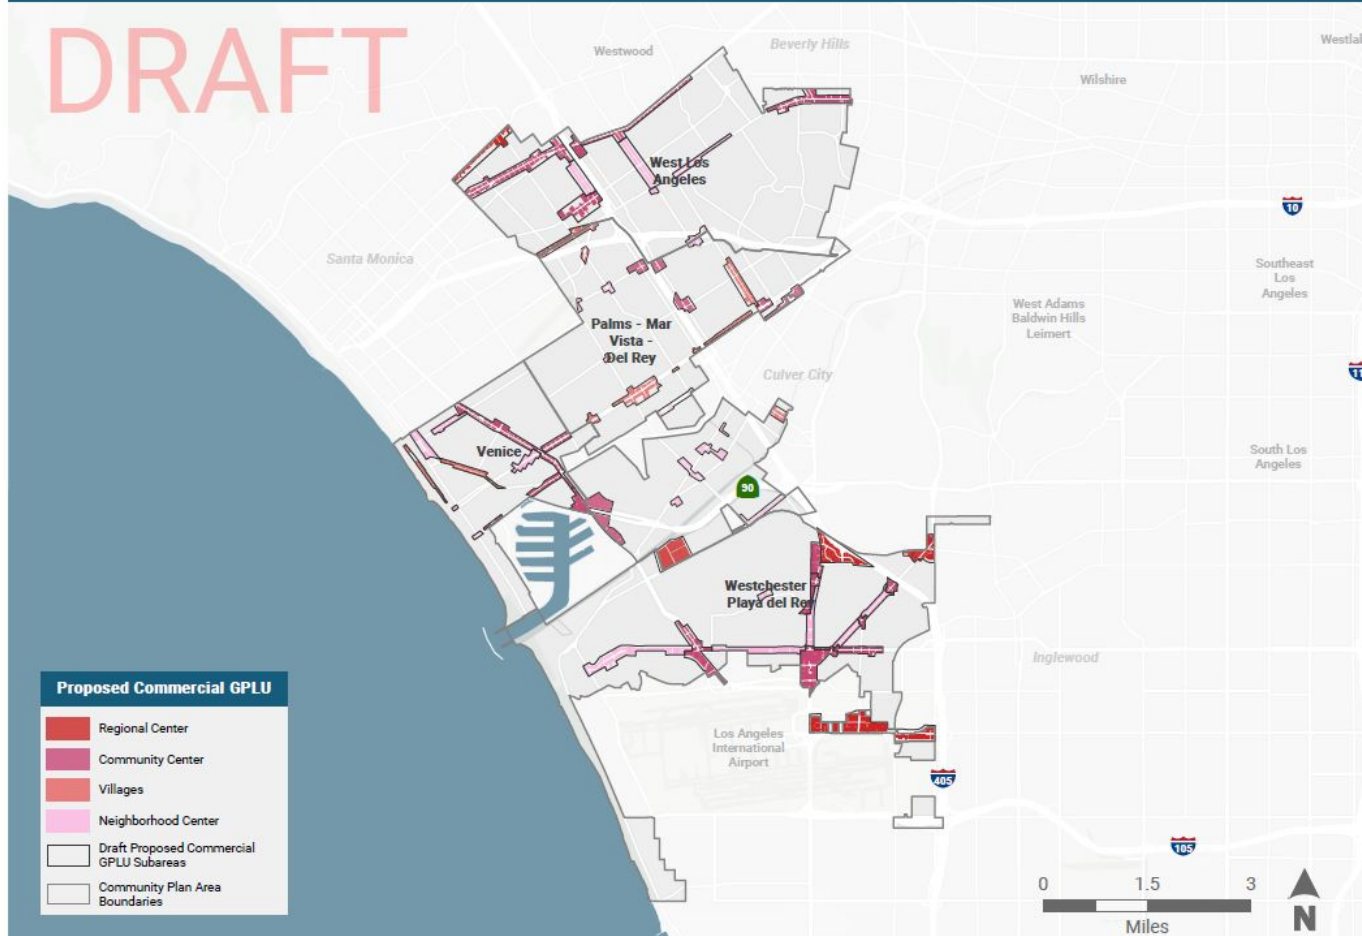 DRAFT
Westwood
Beverly Hills
Wilshire
West Los
Angeles
10
Santa Monica
Southeast
Los
Angeles
West Adams
Baldwin Hills
Leimert
Palms - Mar
Vista -
Del Rey
Culver City
Venice
South Los
Angeles
90
Westchester
Playa del Rey
Inglewood
Los Angeles
International
Airport
405
105
Proposed Commercial GPLU
Regional Center
Community Center
Villages
Neighborhood Center
Draft Proposed Commercial
GPLU Subareas
Community Plan Area
Boundaries
0 1.5 3
Miles
N